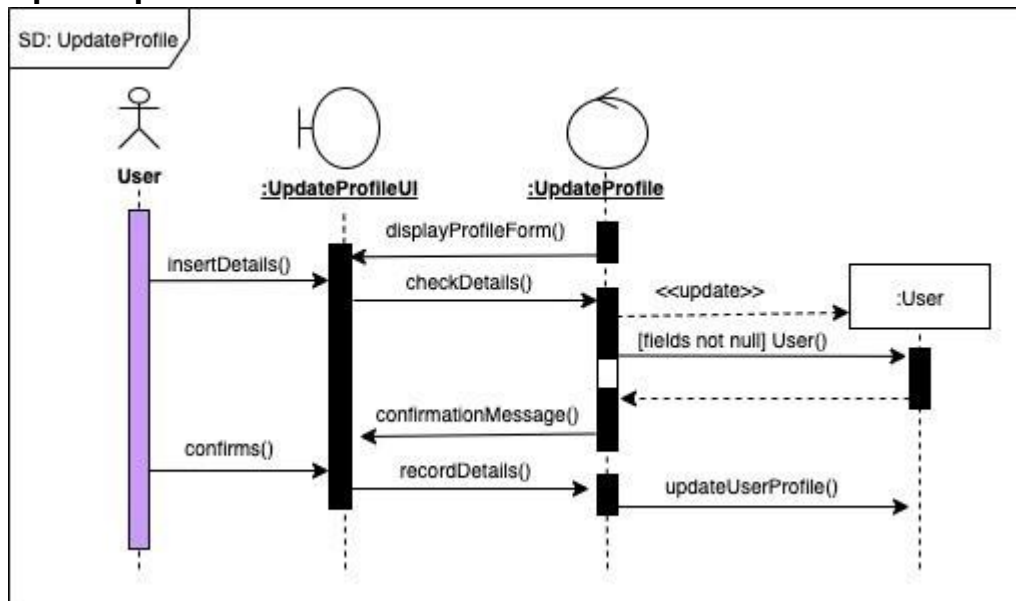 SD: UpdateProfile
User
:UpdateProfileUI
:UpdateProfile
displayProfileForm()
insertDetails()
checkDetails()
<<update>>
:User
[fields not null] User()
confirmationMessage()
confirms()
recordDetails()
updateUserProfile()